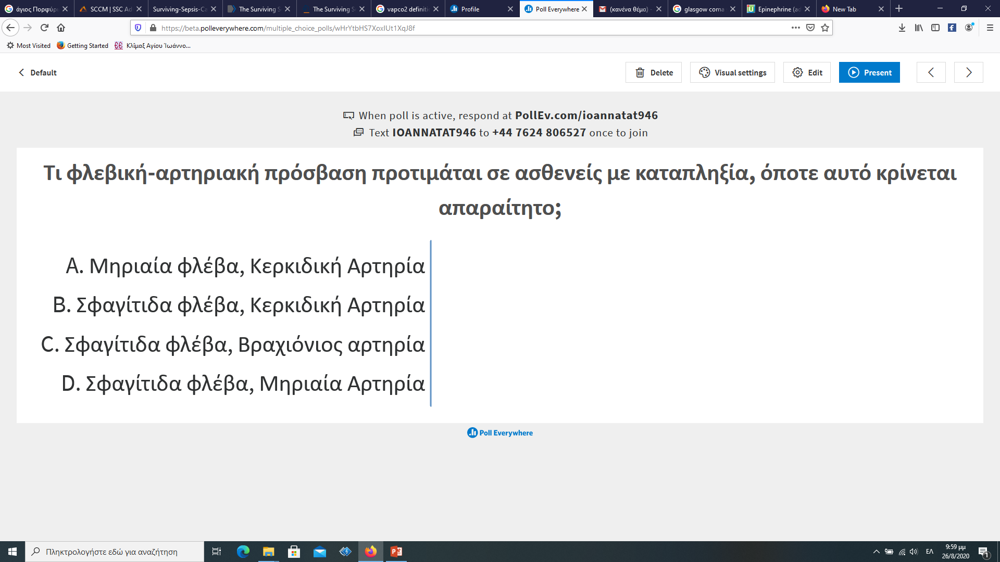 άγιος Πορφύρι
SCCM | SSC Ad
Surviving-Sepsis-Ca
The Surviving S
The Surviving S
vapco2 definiti
Profile
Poll Everywhere
(κανένα θέμα) -
glasgow coma
Epinephrine (ad
New Tab
https://beta.polleverywhere.com/multiple_choice_polls/wHrYtbHS7XoxIUt1XqJ8f
Most Visited
Getting Started
Κλῖμαξ Αγίου Ἰωάννο...
Default
Delete
Visual settings
Edit
Present
When poll is active, respond at PollEv.com/ioannatat946
Text IOANNATAT946 to +44 7624 806527 once to join
Τι φλεβική-αρτηριακή πρόσβαση προτιμάται σε ασθενείς με καταπληξία, όποτε αυτό κρίνεται
απαραίτητο;
A. Μηριαία φλέβα, Κερκιδική Αρτηρία
B. Σφαγίτιδα φλέβα, Κερκιδική Αρτηρία
C. Σφαγίτιδα φλέβα, Βραχιόνιος αρτηρία
D. Σφαγίτιδα φλέβα, Μηριαία Αρτηρία
Poll Everywhere
Πληκτρολογήστε εδώ για αναζήτηση
ΕΛ
9:59 μμ
26/8/2020
1